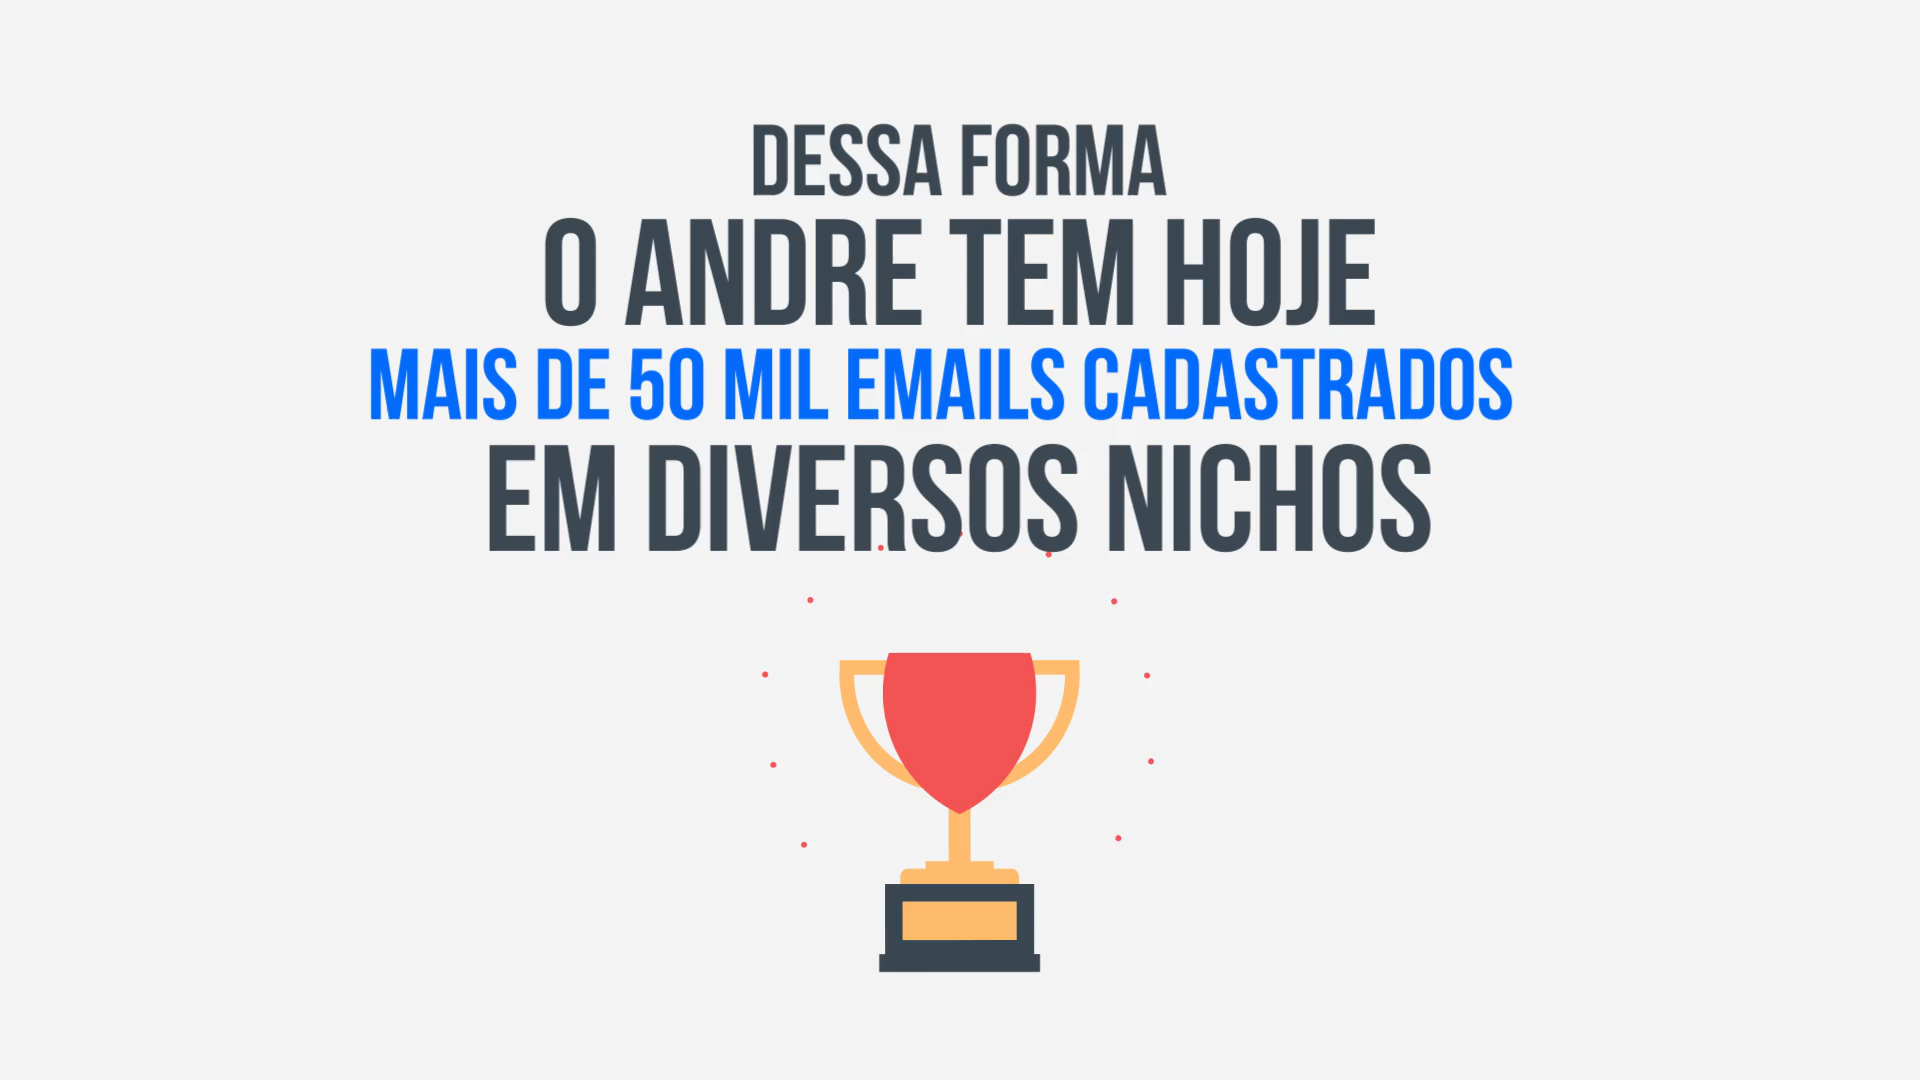 DESSA FORMA
O ANDRE TEM HOJE
MAIS DE 50 MIL EMAILS CADASTRADOS
EM DIVERSOS NICHOS